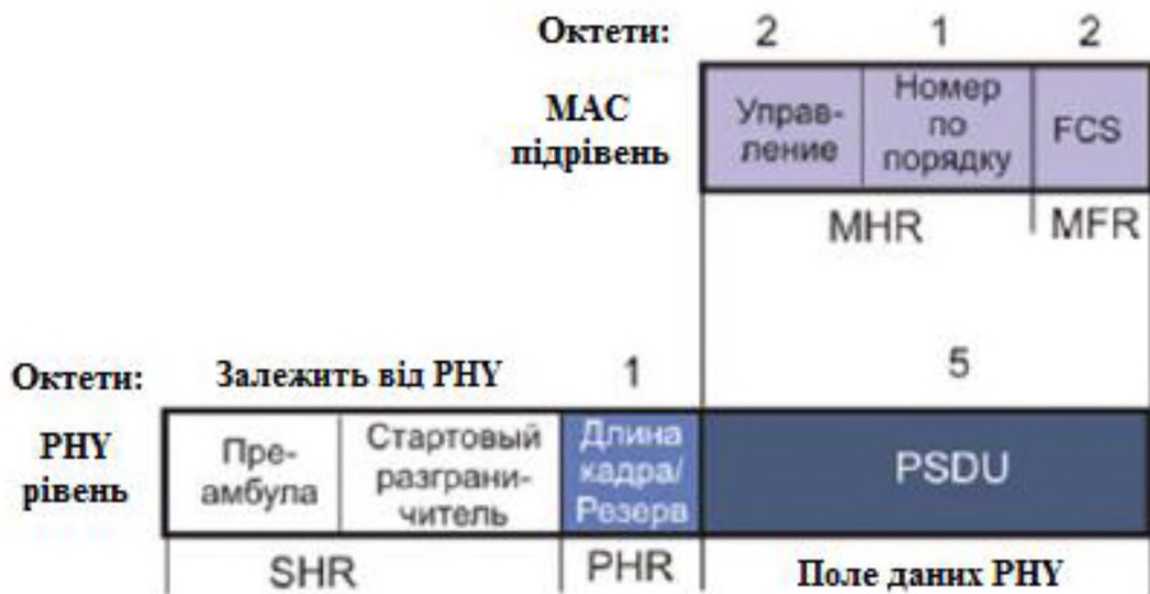 Октети: 2 1 2
МАС підрівень
Управ-
ление
Номер
по
порядку
FCS
MHR MFR
Октети: Залежить від PHY 1 5
PHY рівень
Пре-
амбула
Стартовый
разграни-
читель
Длина
кадра/
Резерв
PSDU
SHR PHR Поле даних PHY